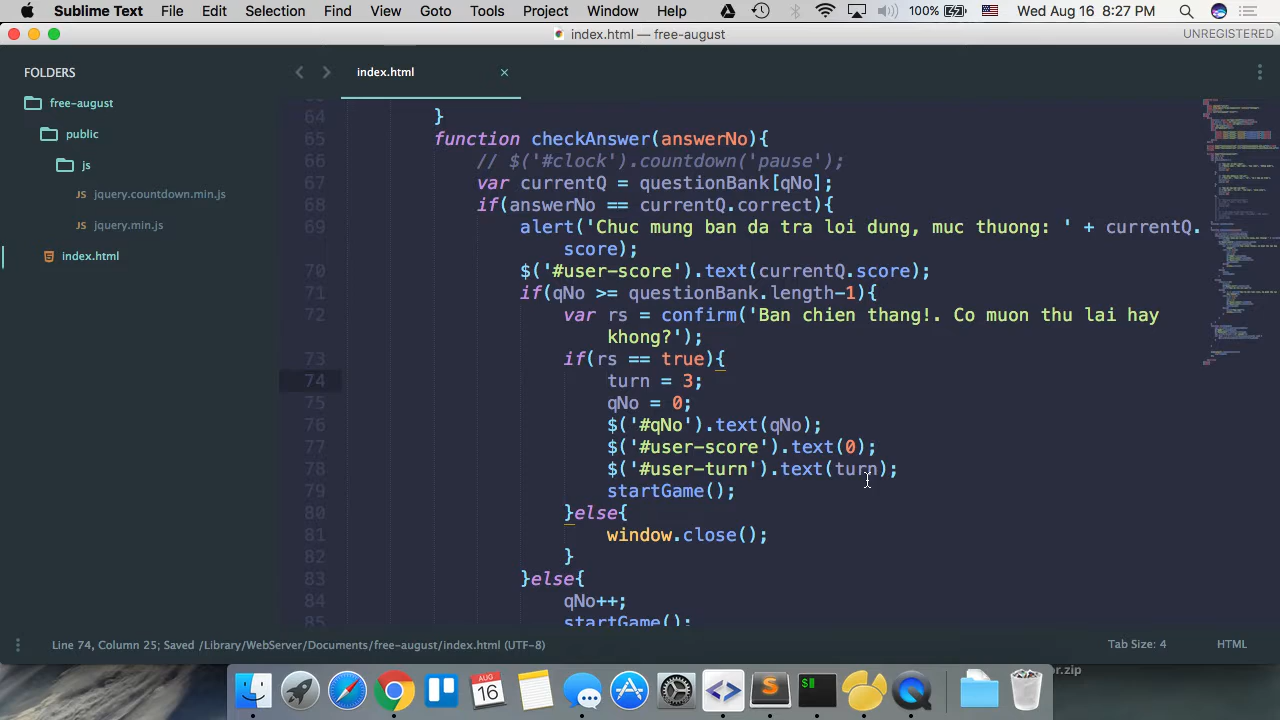 Sublime Text File Edit Selection Find View Goto Tools Project Window Help 100% Wed Aug 16 8:27 PM
index.html — free-august UNREGISTERED
FOLDERS
free-august
public
js
JS jquery.countdown.min.js
JS jquery.min.js
index.html
index.html ×
64 }
65 function checkAnswer(answerNo){
66 // $('#clock').countdown('pause');
67 var currentQ = questionBank[qNo];
68 if(answerNo == currentQ.correct){
69 alert('Chuc mung ban da tra loi dung, muc thuong: ' + currentQ.
score);
70 $('#user-score').text(currentQ.score);
71 if(qNo >= questionBank.length-1){
72 var rs = confirm('Ban chien thang!. Co muon thu lai hay
khong?');
73 if(rs == true){
74 turn = 3;
75 qNo = 0;
76 $('#qNo').text(qNo);
77 $('#user-score').text(0);
78 $('#user-turn').text(turn);
79 startGame();
80 }else{
81 window.close();
82 }
83 }else{
84 qNo++;
85 startGame();
Line 74, Column 25; Saved /Library/WebServer/Documents/free-august/index.html (UTF-8) Tab Size: 4 HTML
or.zip
AUG
16